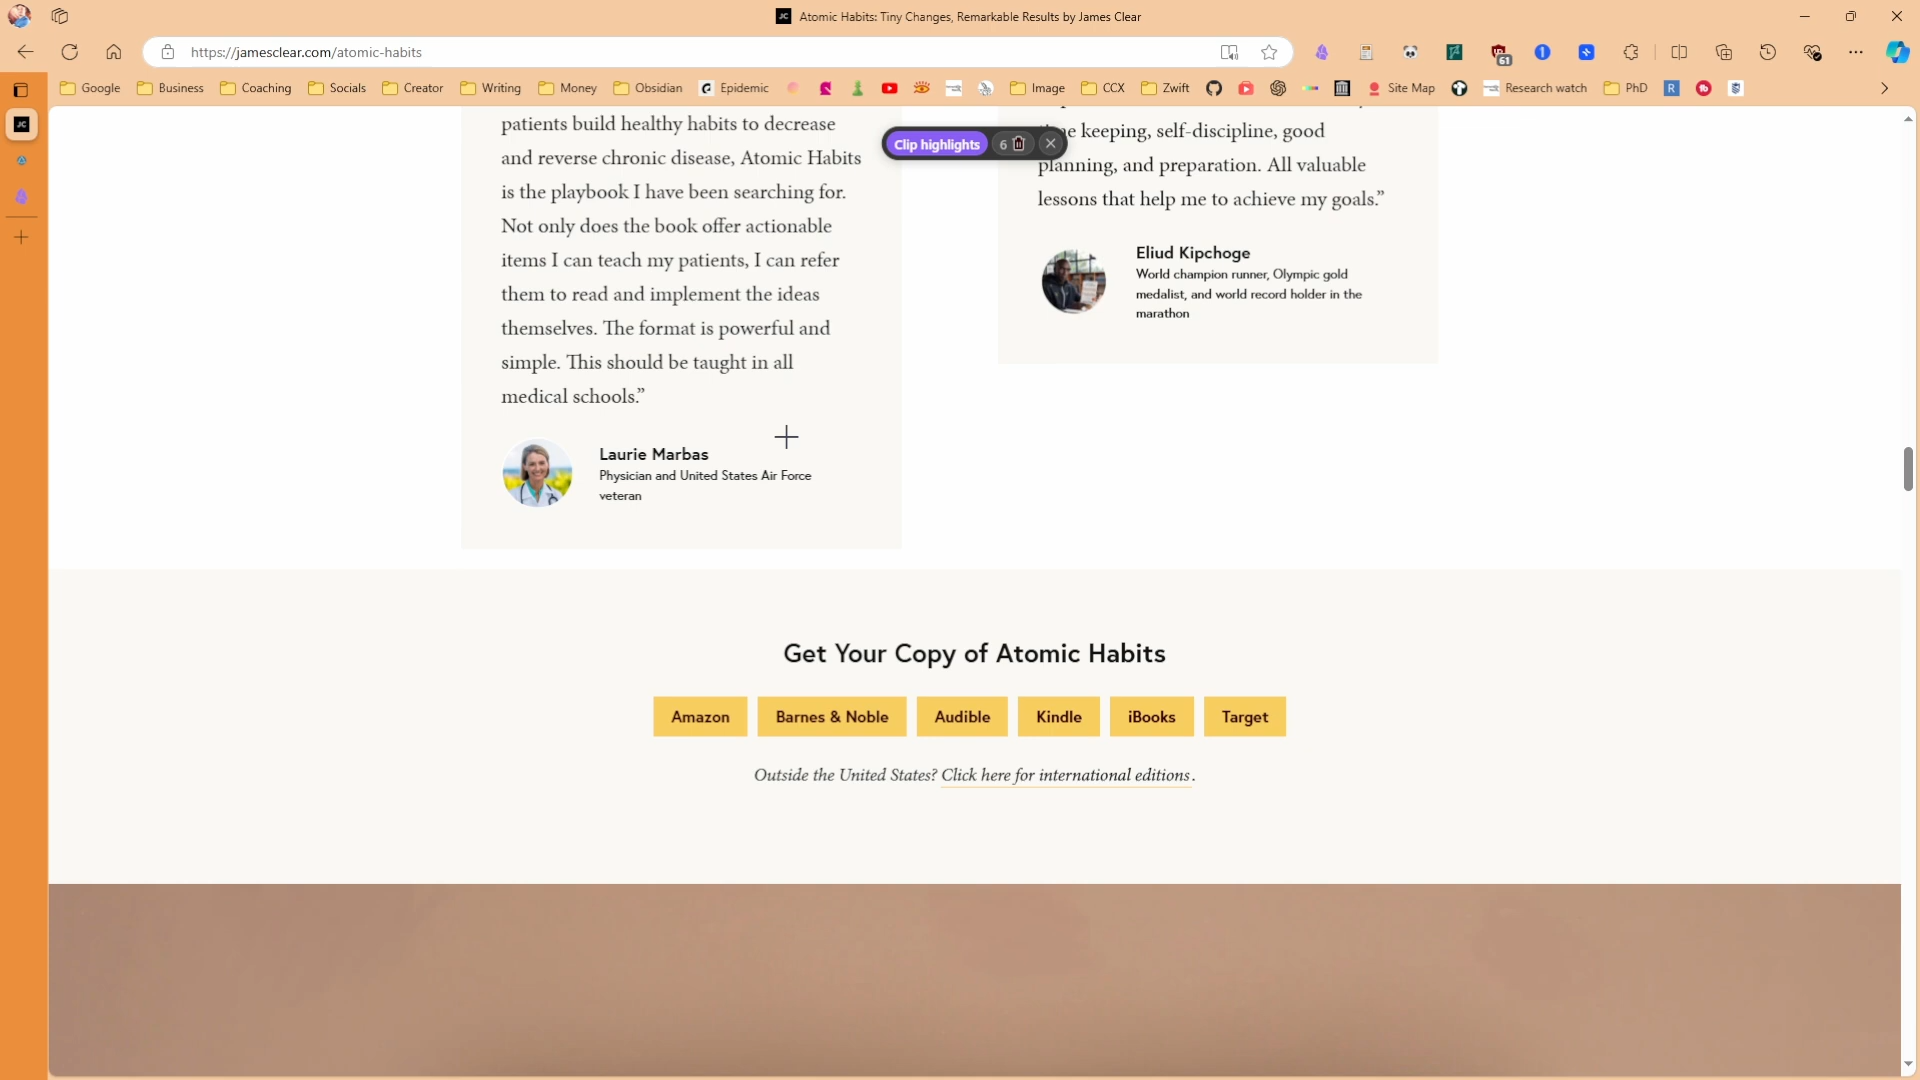 Atomic Habits: Tiny Changes, Remarkable Results by James Clear
https://jamesclear.com/atomic-habits
61
Google Business Coaching Socials Creator Writing Money Obsidian Epidemic Image CCX Zwift Site Map Research watch PhD
Clip highlights 6
patients build healthy habits to decrease
and reverse chronic disease, Atomic Habits
is the playbook I have been searching for.
Not only does the book offer actionable
items I can teach my patients, I can refer
them to read and implement the ideas
themselves. The format is powerful and
simple. This should be taught in all
medical schools.”
Laurie Marbas
Physician and United States Air Force
veteran
keeping, self-discipline, good
planning, and preparation. All valuable
lessons that help me to achieve my goals.”
Eliud Kipchoge
World champion runner, Olympic gold
medalist, and world record holder in the
marathon
Get Your Copy of Atomic Habits
Amazon Barnes & Noble Audible Kindle iBooks Target
Outside the United States? Click here for international editions.